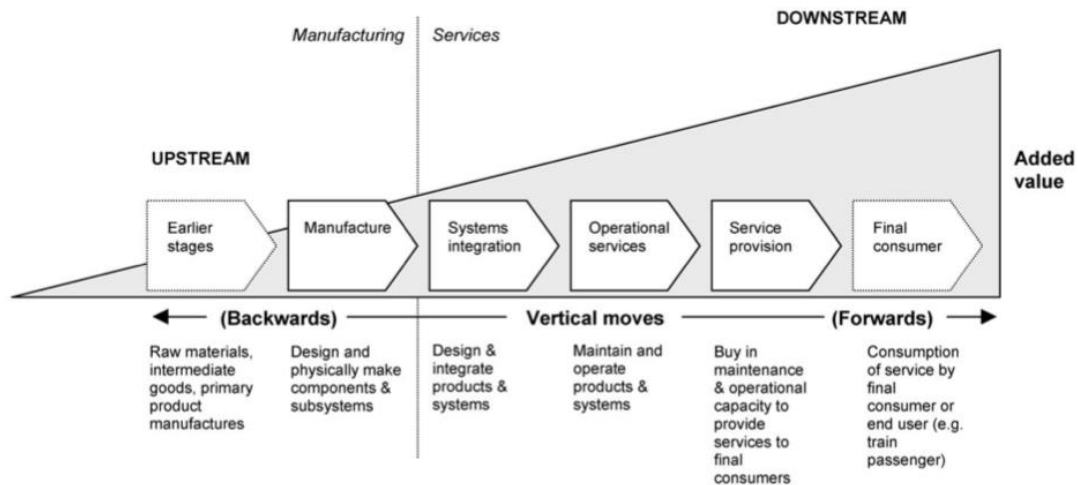 DOWNSTREAM
Manufacturing
Services
UPSTREAM
Added
value
Earlier
stages
Manufacture
Systems
integration
Operational
services
Service
provision
Final
consumer
(Backwards)
Vertical moves
(Forwards)
Raw materials,
intermediate
goods, primary
product
manufactures
Design and
physically make
components &
subsystems
Design &
integrate
products &
systems
Maintain and
operate
products &
systems
Buy in
maintenance
& operational
capacity to
provide
services to
final
consumers
Consumption
of service by
final
consumer or
end user (e.g.
train
passenger)